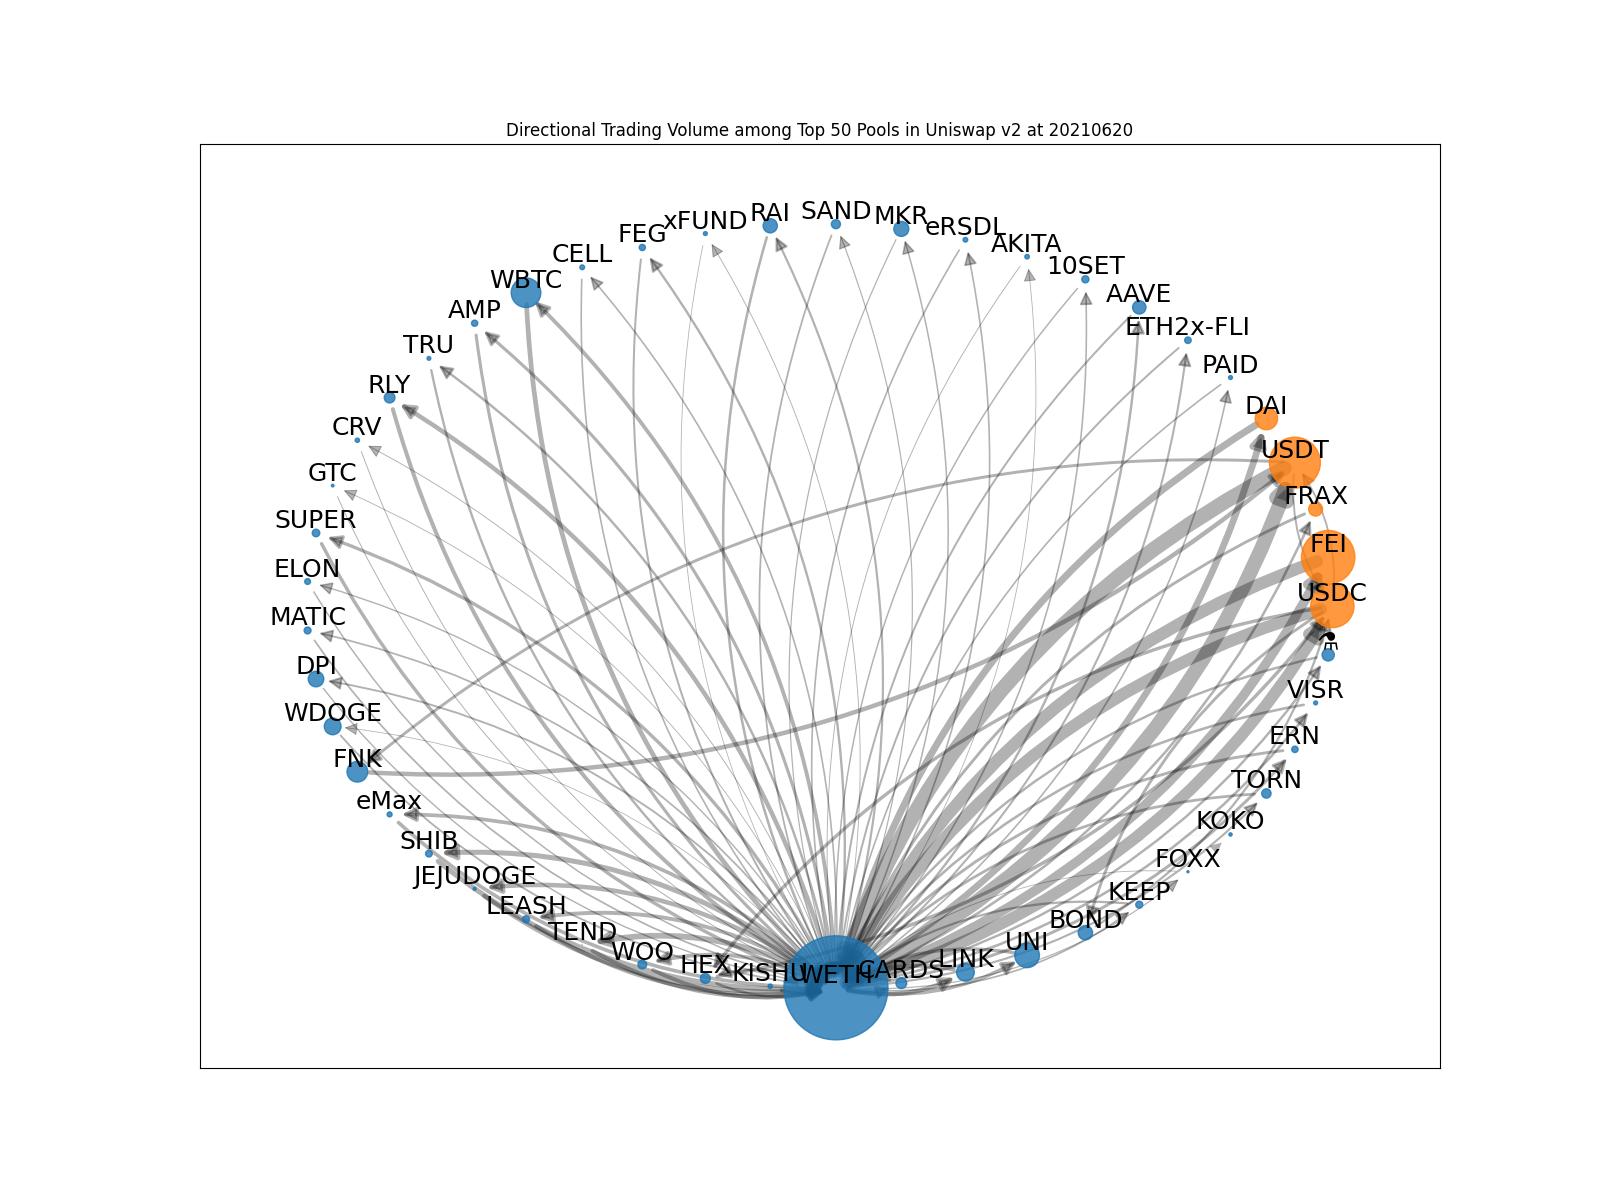 Directional Trading Volume among Top 50 Pools in Uniswap v2 at 20210620
SAND
RAI
MKR
xFUND
eRSDL
FEG
AKITA
CELL
10SET
WBTC
AAVE
AMP
ETH2x-FLI
TRU
PAID
RLY
DAI
CRV
USDT
GTC
FRAX
SUPER
FEI
ELON
USDC
MATIC
⚗
DPI
VISR
WDOGE
ERN
FNK
TORN
eMax
KOKO
SHIB
FOXX
JEJUDOGE
KEEP
LEASH
BOND
TEND
UNI
WOO
LINK
HEX
CARDS
KISHU
WETH